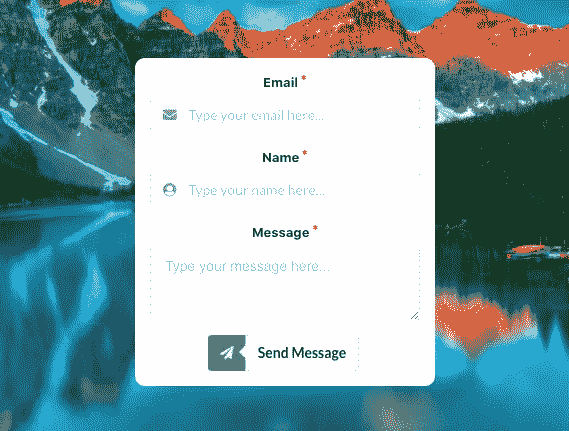 Email *
Type your email here...
Name *
Type your name here...
Message *
Type your message here...
Send Message